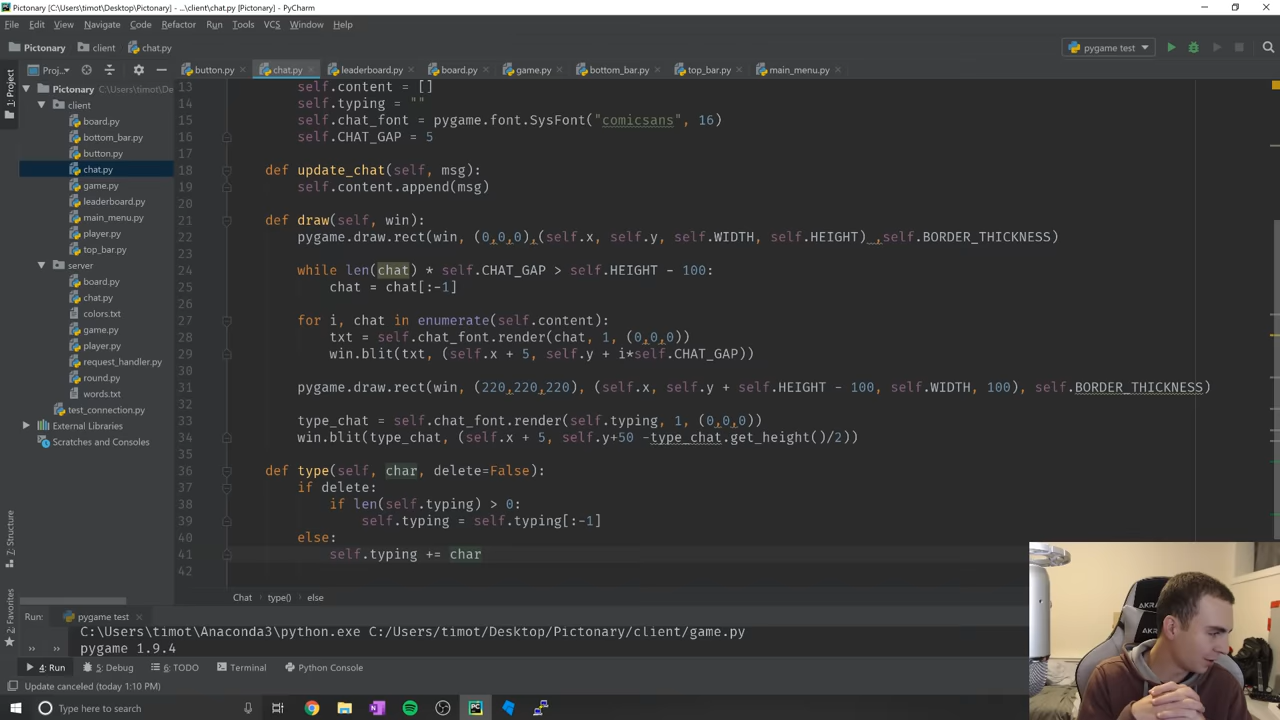 Pictonary [C:\Users\timot\Desktop\Pictonary] - ...\client\chat.py [Pictonary] - PyCharm
File Edit View Navigate Code Refactor Run Tools VCS Window Help
Pictonary client chat.py pygame test
1: Project
Proj... button.py chat.py leaderboard.py board.py game.py bottom_bar.py top_bar.py main_menu.py
Pictonary C:\Users\timot\D
client
board.py
bottom_bar.py
button.py
chat.py
game.py
leaderboard.py
main_menu.py
player.py
top_bar.py
server
board.py
chat.py
colors.txt
game.py
player.py
request_handler.py
round.py
words.txt
test_connection.py
External Libraries
Scratches and Consoles
13 self.content = []
14 self.typing = ""
15 self.chat_font = pygame.font.SysFont("comicsans", 16)
16 self.CHAT_GAP = 5
17
18 def update_chat(self, msg):
19 self.content.append(msg)
20
21 def draw(self, win):
22 pygame.draw.rect(win, (0,0,0),(self.x, self.y, self.WIDTH, self.HEIGHT) ,self.BORDER_THICKNESS)
23
24 while len(chat) * self.CHAT_GAP > self.HEIGHT - 100:
25 chat = chat[:-1]
26
27 for i, chat in enumerate(self.content):
28 txt = self.chat_font.render(chat, 1, (0,0,0))
29 win.blit(txt, (self.x + 5, self.y + i*self.CHAT_GAP))
30
31 pygame.draw.rect(win, (220,220,220), (self.x, self.y + self.HEIGHT - 100, self.WIDTH, 100), self.BORDER_THICKNESS)
32
33 type_chat = self.chat_font.render(self.typing, 1, (0,0,0))
34 win.blit(type_chat, (self.x + 5, self.y+50 -type_chat.get_height()/2))
35
36 def type(self, char, delete=False):
37 if delete:
38 if len(self.typing) > 0:
39 self.typing = self.typing[:-1]
40 else:
41 self.typing += char
42
Chat type() else
Z: Structure
2: Favorites
Run: pygame test
C:\Users\timot\Anaconda3\python.exe C:/Users/timot/Desktop/Pictonary/client/game.py
pygame 1.9.4
4: Run 5: Debug 6: TODO Terminal Python Console
Update canceled (today 1:10 PM)
Type here to search
AKRA